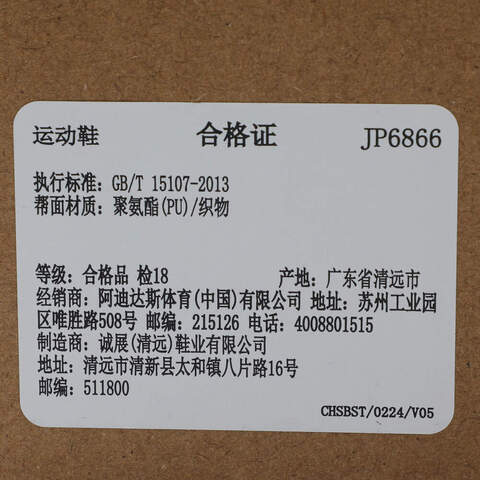 运动鞋 合格证 JP6866
执行标准：GB/T 15107-2013
帮面材质：聚氨酯(PU)/织物
等级：合格品 检18 产地：广东省清远市
经销商：阿迪达斯体育(中国)有限公司 地址：苏州工业园
区唯胜路508号 邮编：215126 电话：4008801515
制造商：诚展(清远)鞋业有限公司
地址：清远市清新县太和镇八片路16号
邮编：511800
CHSBST/0224/V05